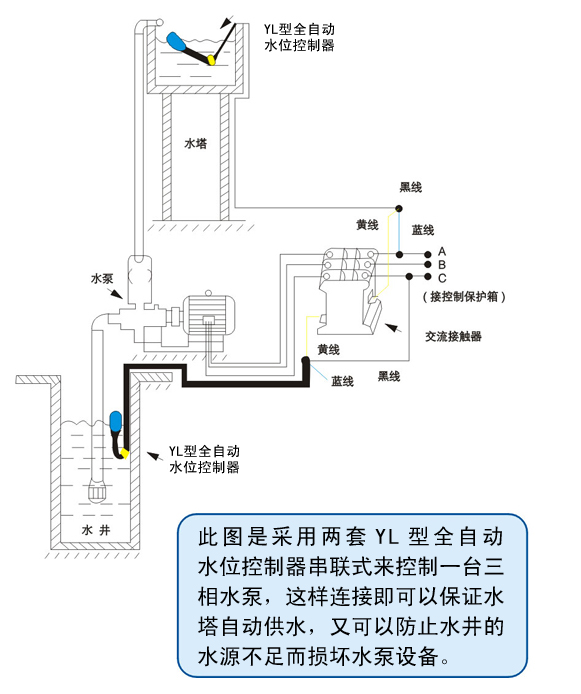 YL型全自动
水位控制器
水塔
黑线
黄线
蓝线
A
B
C
(接控制保护箱)
水泵
交流接触器
黄线
蓝线
黑线
YL型全自动
水位控制器
水井
此图是采用两套 YL 型全自动
水位控制器串联式来控制一台三
相水泵，这样连接即可以保证水
塔自动供水，又可以防止水井的
水源不足而损坏水泵设备。